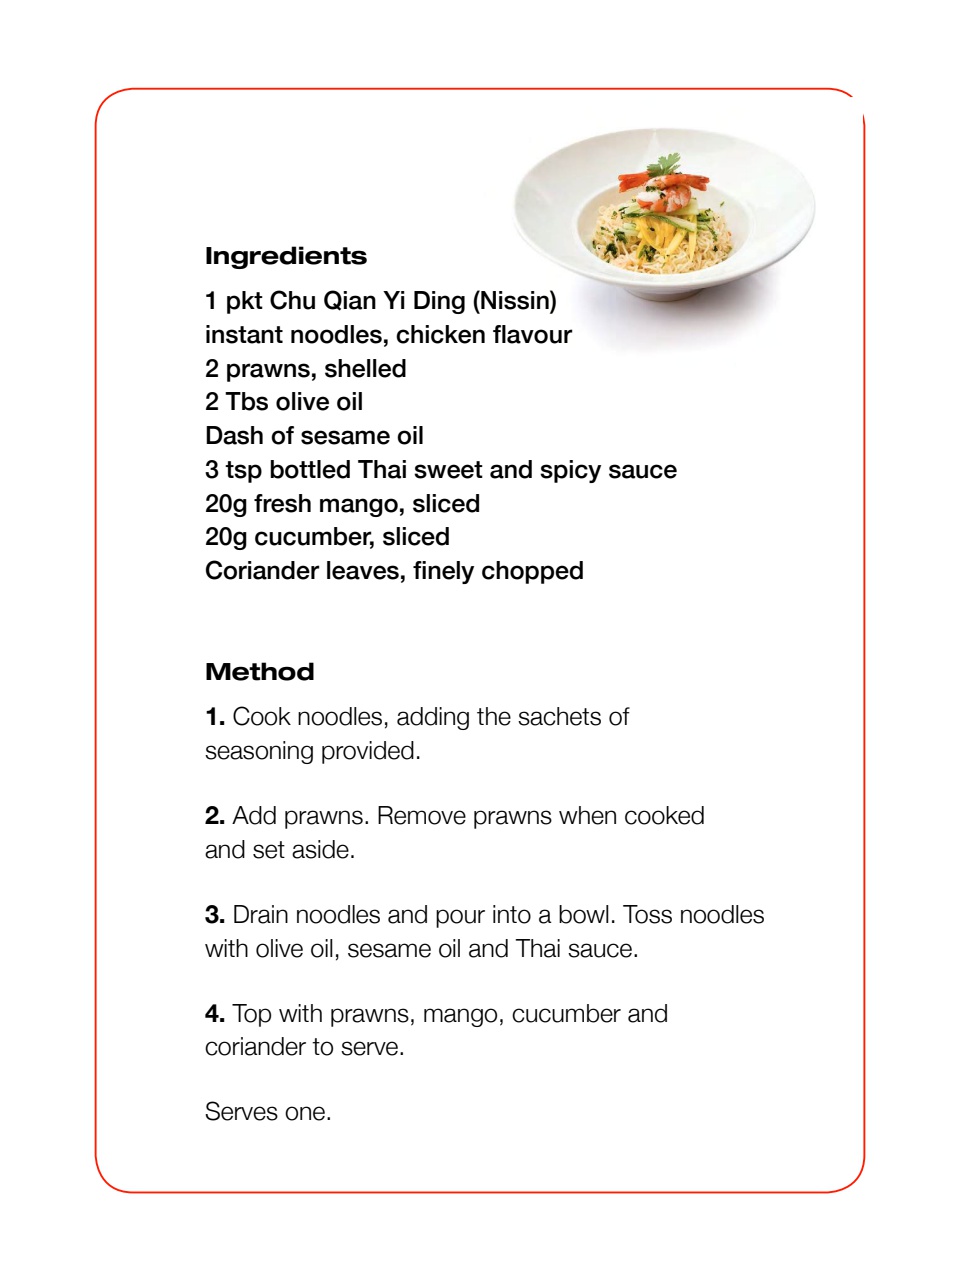 Ingredients
1 pkt Chu Qian Yi Ding (Nissin)
instant noodles, chicken flavour
2 prawns, shelled
2 Tbs olive oil
Dash of sesame oil
3 tsp bottled Thai sweet and spicy sauce
20g fresh mango, sliced
20g cucumber, sliced
Coriander leaves, finely chopped
Method
1. Cook noodles, adding the sachets of
seasoning provided.
2. Add prawns. Remove prawns when cooked
and set aside.
3. Drain noodles and pour into a bowl. Toss noodles
with olive oil, sesame oil and Thai sauce.
4. Top with prawns, mango, cucumber and
coriander to serve.
Serves one.